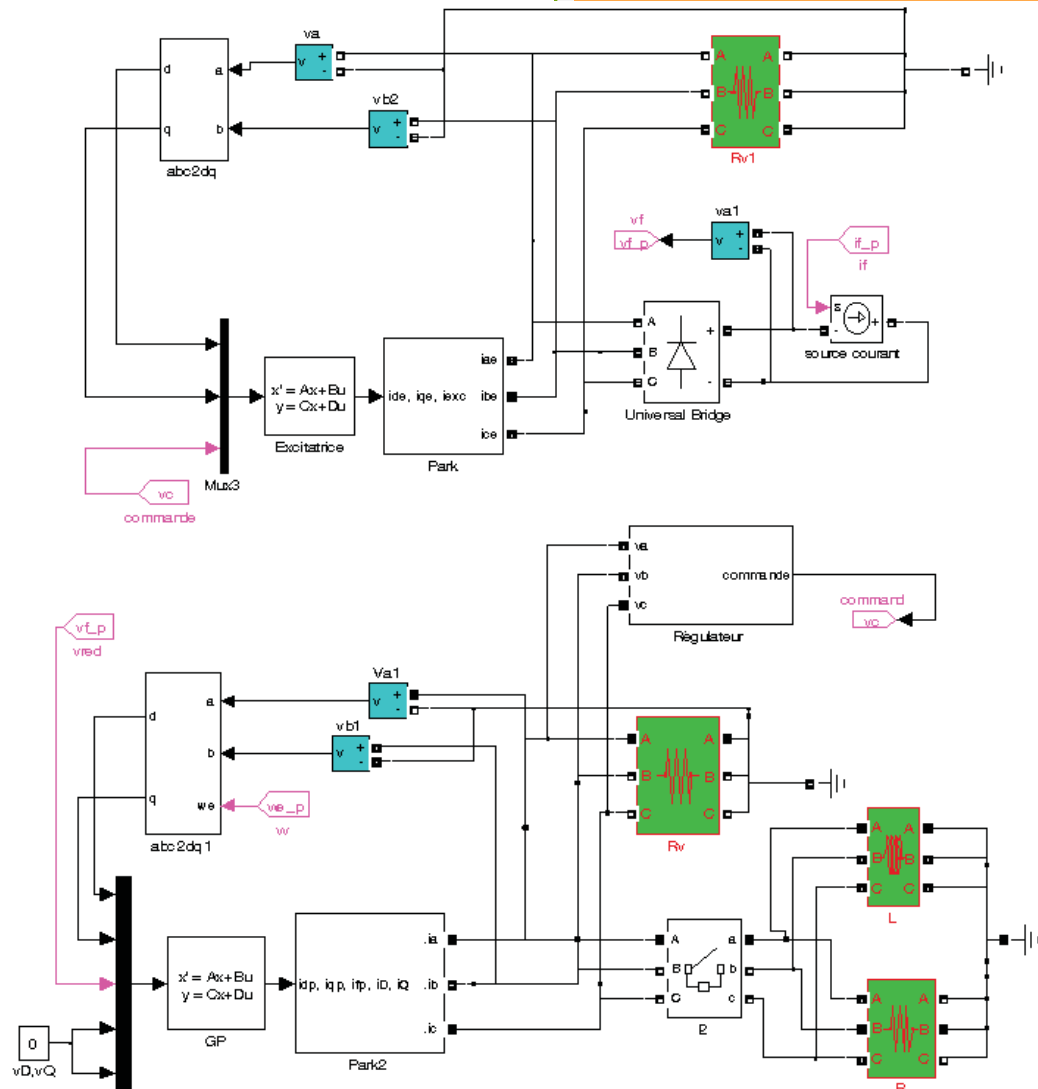 va
v + -
d a
q b
abc2dq
vb2
v + -
A A
B B
C C
Rv1
vf
vf_p
va1
v + -
if_p
if
s
- +
source courant
A +
B
C -
Universal Bridge
x' = Ax+Bu
y = Cx+Du
Excitatrice
ide, iqe, iexc
iae
ibe
ice
Park
Mux3
vc
commande
va
vb
vc
commande
Régulateur
command
vc
vf_p
vred
Va1
v + -
vb1
v + -
d a
b
q
we
abc2dq1
we_p
w
A A
B B
C C
Rv
A A
B B
C C
L
x' = Ax+Bu
y = Cx+Du
GP
idp, iqp, ifp, iD, iQ
.ia
.ib
.ic
Park2
A a
B b
C c
A A
B B
C C
0
vD,vQ